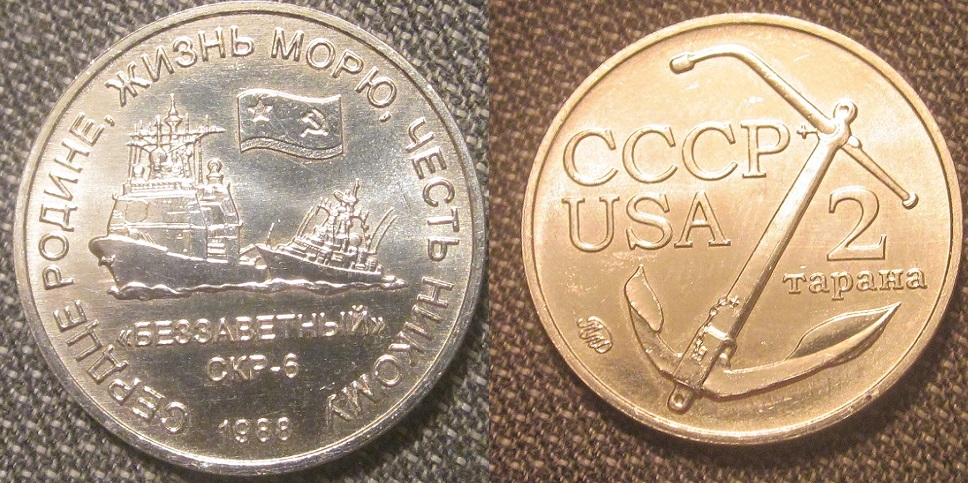 СЕРДЦЕ РОДИНЕ, ЖИЗНЬ МОРЮ, ЧЕСТЬ НИКОМУ
«БЕЗЗАВЕТНЫЙ»
СКР-6
1988
СССР
USA
2
тарана